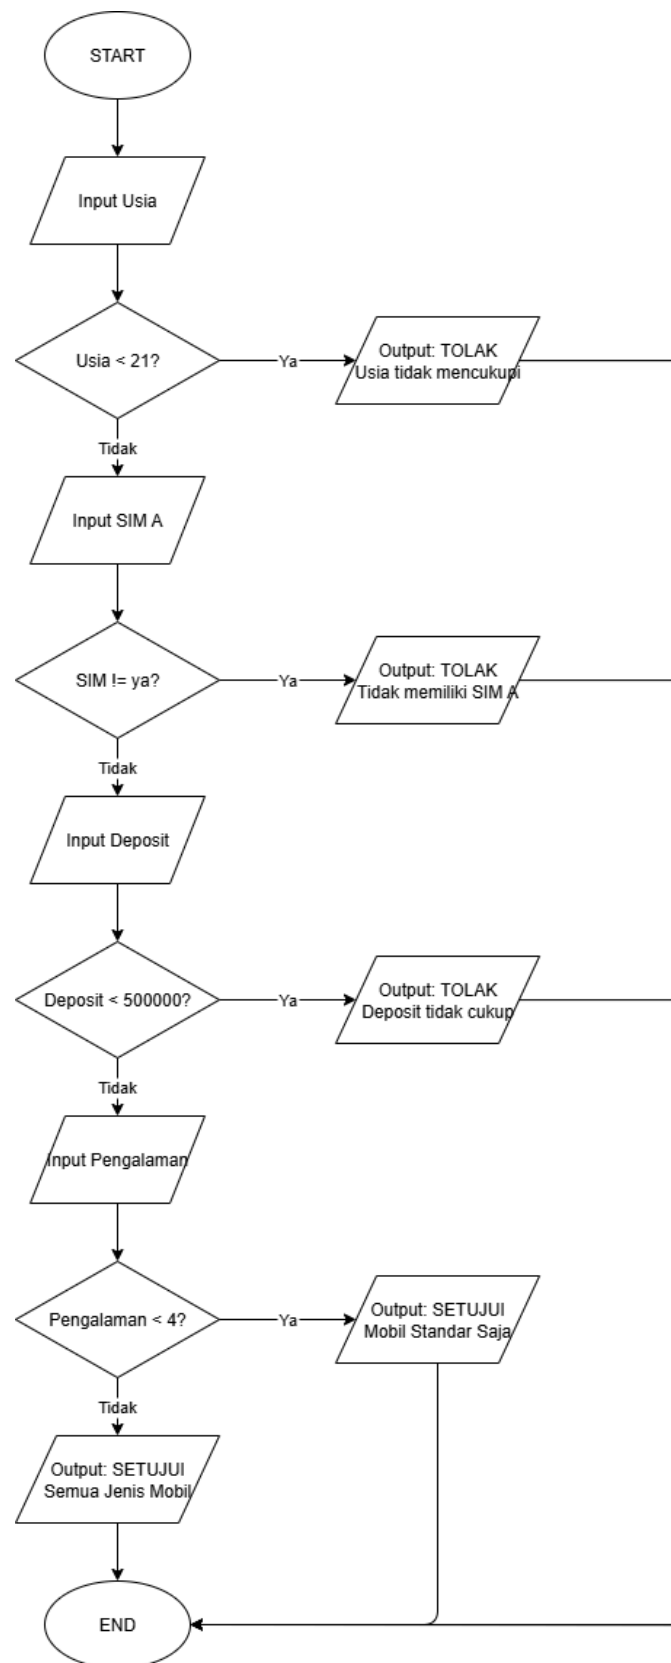 START
Input Usia
Usia < 21?
Ya
Output: TOLAK
Usia tidak mencukupi
Tidak
Input SIM A
SIM != ya?
Ya
Output: TOLAK
Tidak memiliki SIM A
Tidak
Input Deposit
Deposit < 500000?
Ya
Output: TOLAK
Deposit tidak cukup
Tidak
Input Pengalaman
Pengalaman < 4?
Ya
Output: SETUJUI
Mobil Standar Saja
Tidak
Output: SETUJUI
Semua Jenis Mobil
END